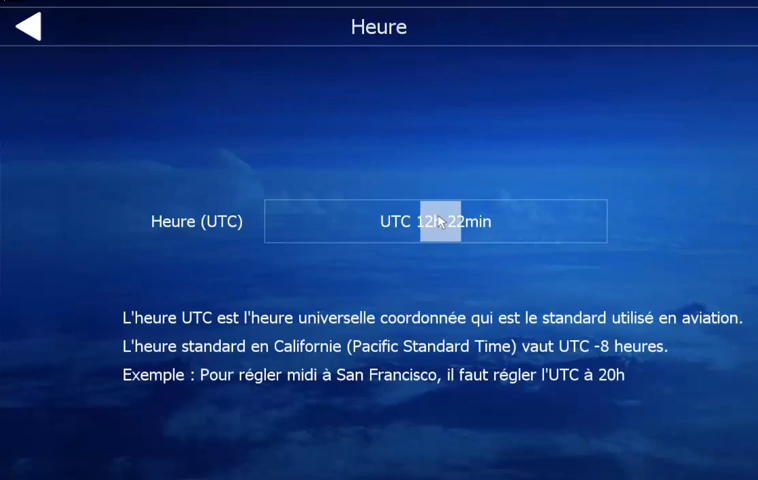 Heure
Heure (UTC) UTC 12h 22min
L'heure UTC est l'heure universelle coordonnée qui est le standard utilisé en aviation.
L'heure standard en Californie (Pacific Standard Time) vaut UTC -8 heures.
Exemple : Pour régler midi à San Francisco, il faut régler l'UTC à 20h